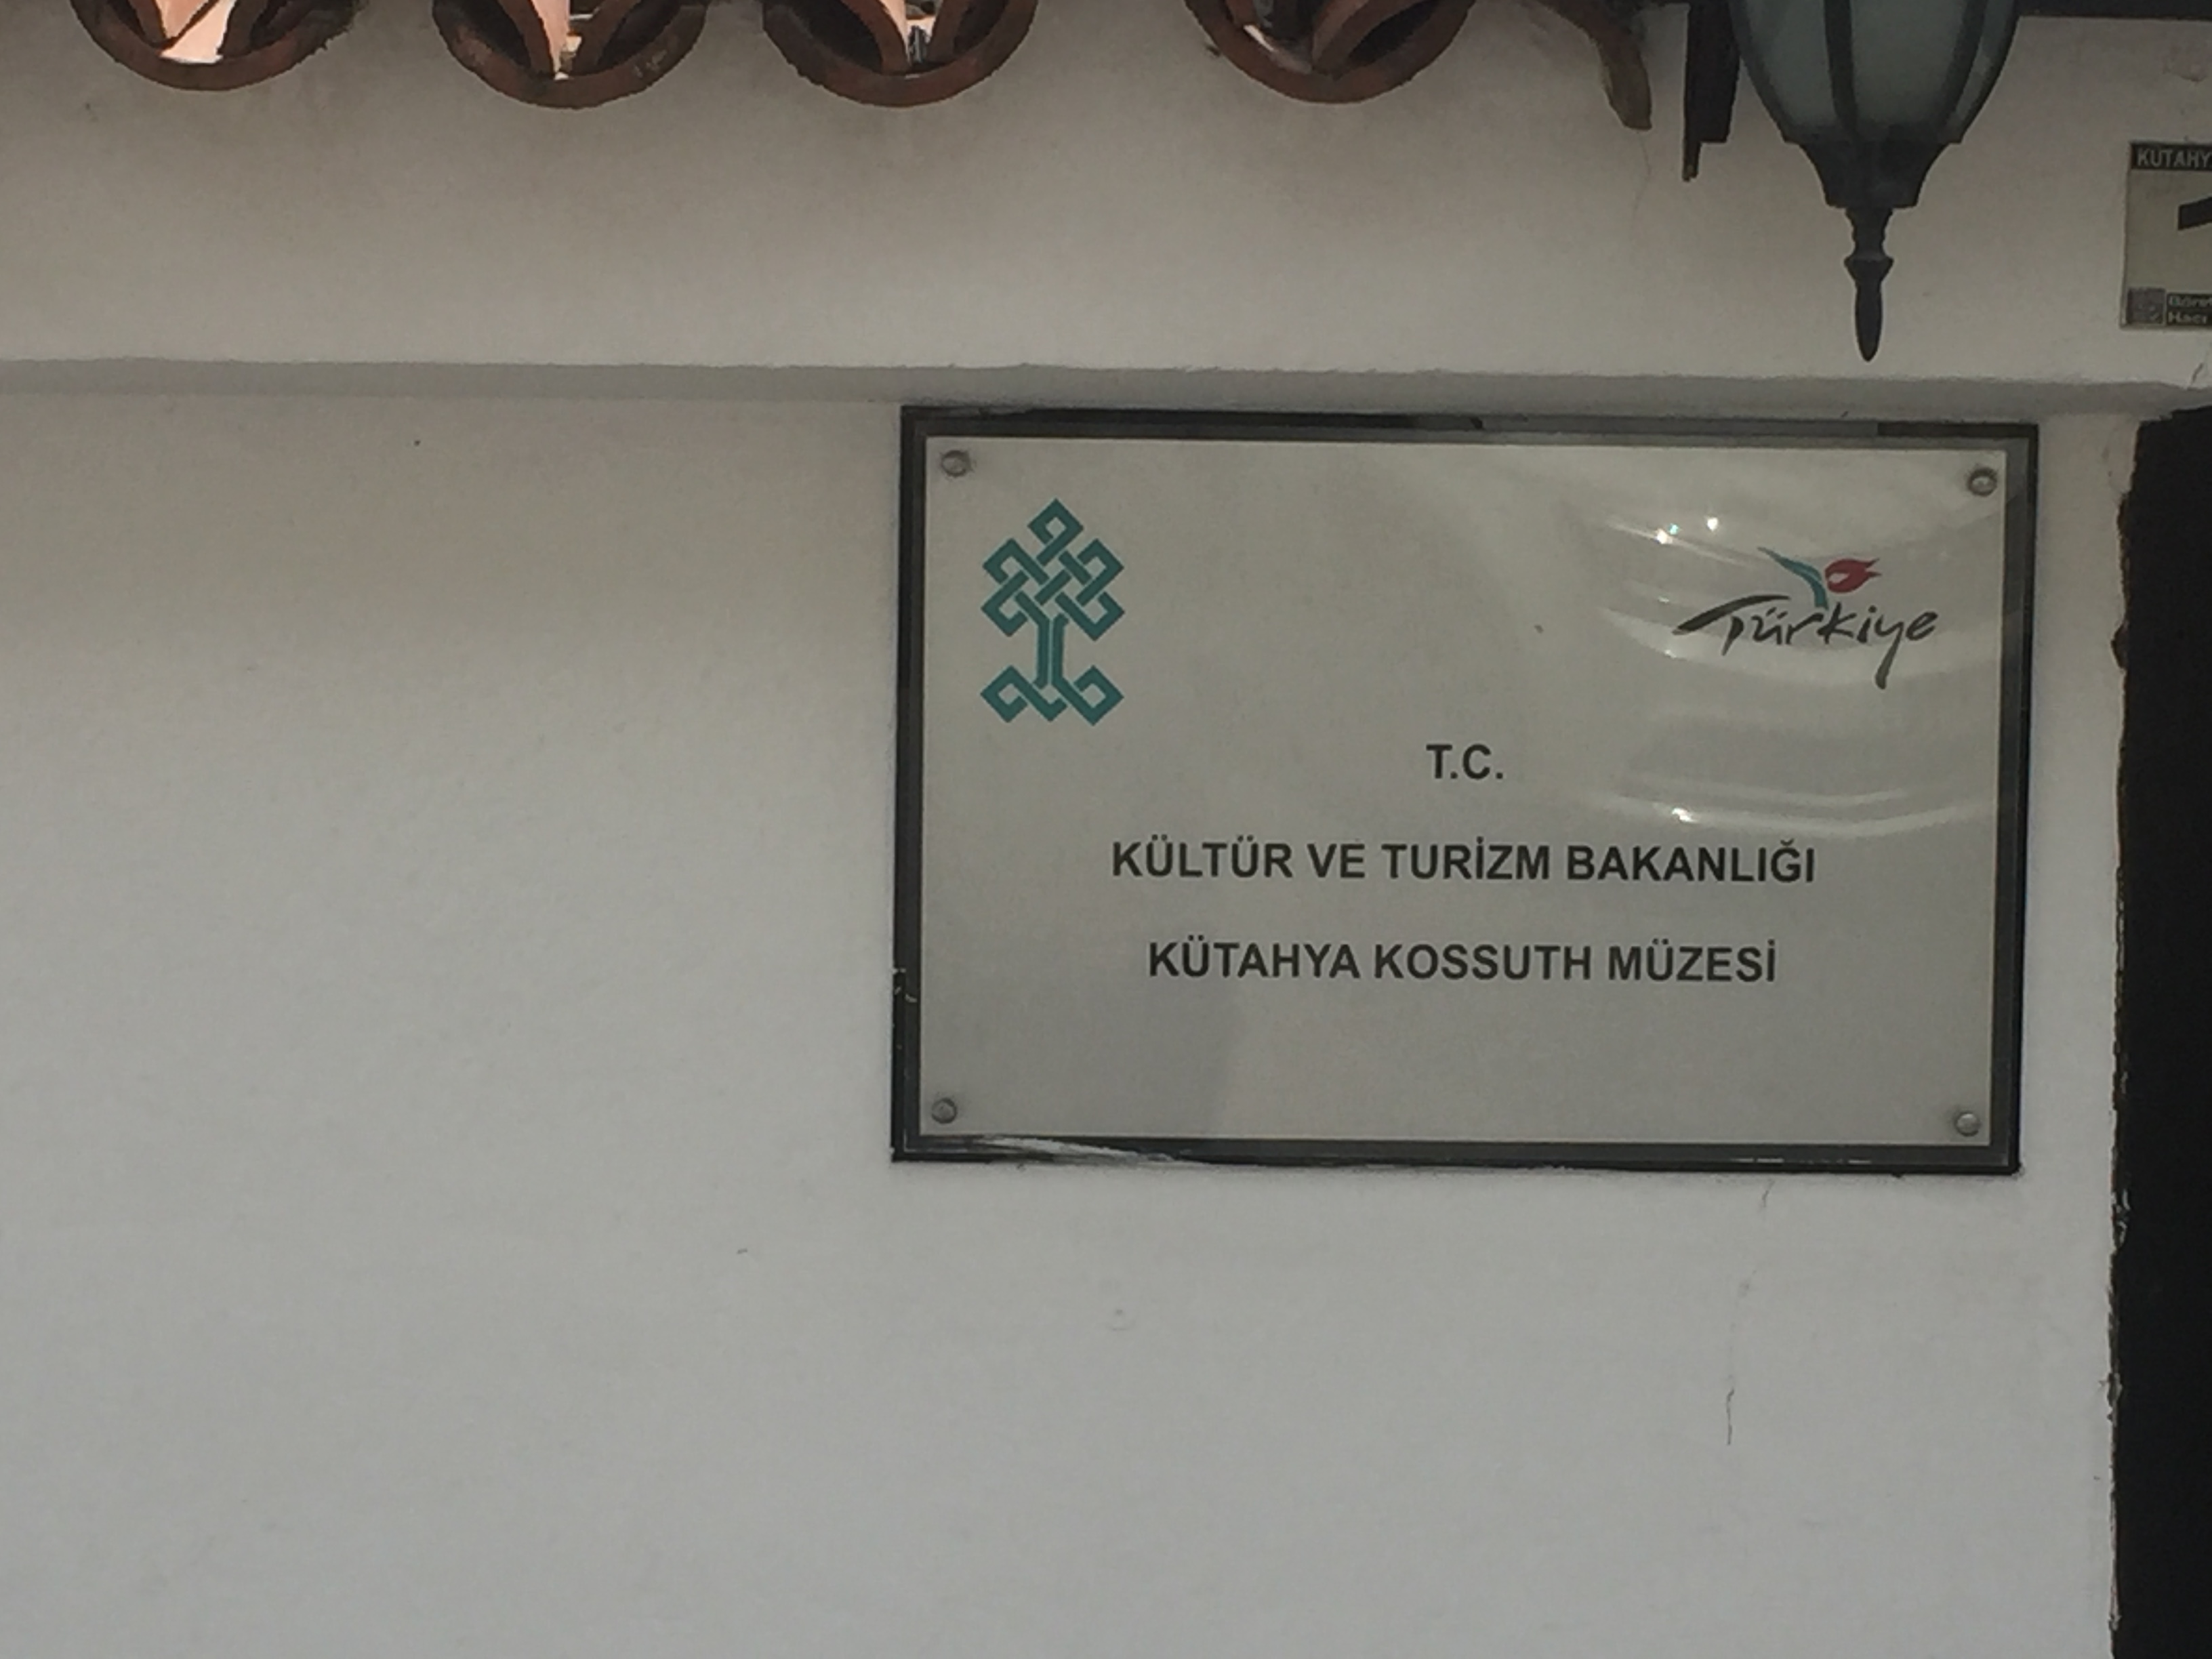 Türkiye
T.C.
KÜLTÜR VE TURİZM BAKANLIĞI
KÜTAHYA KOSSUTH MÜZESİ